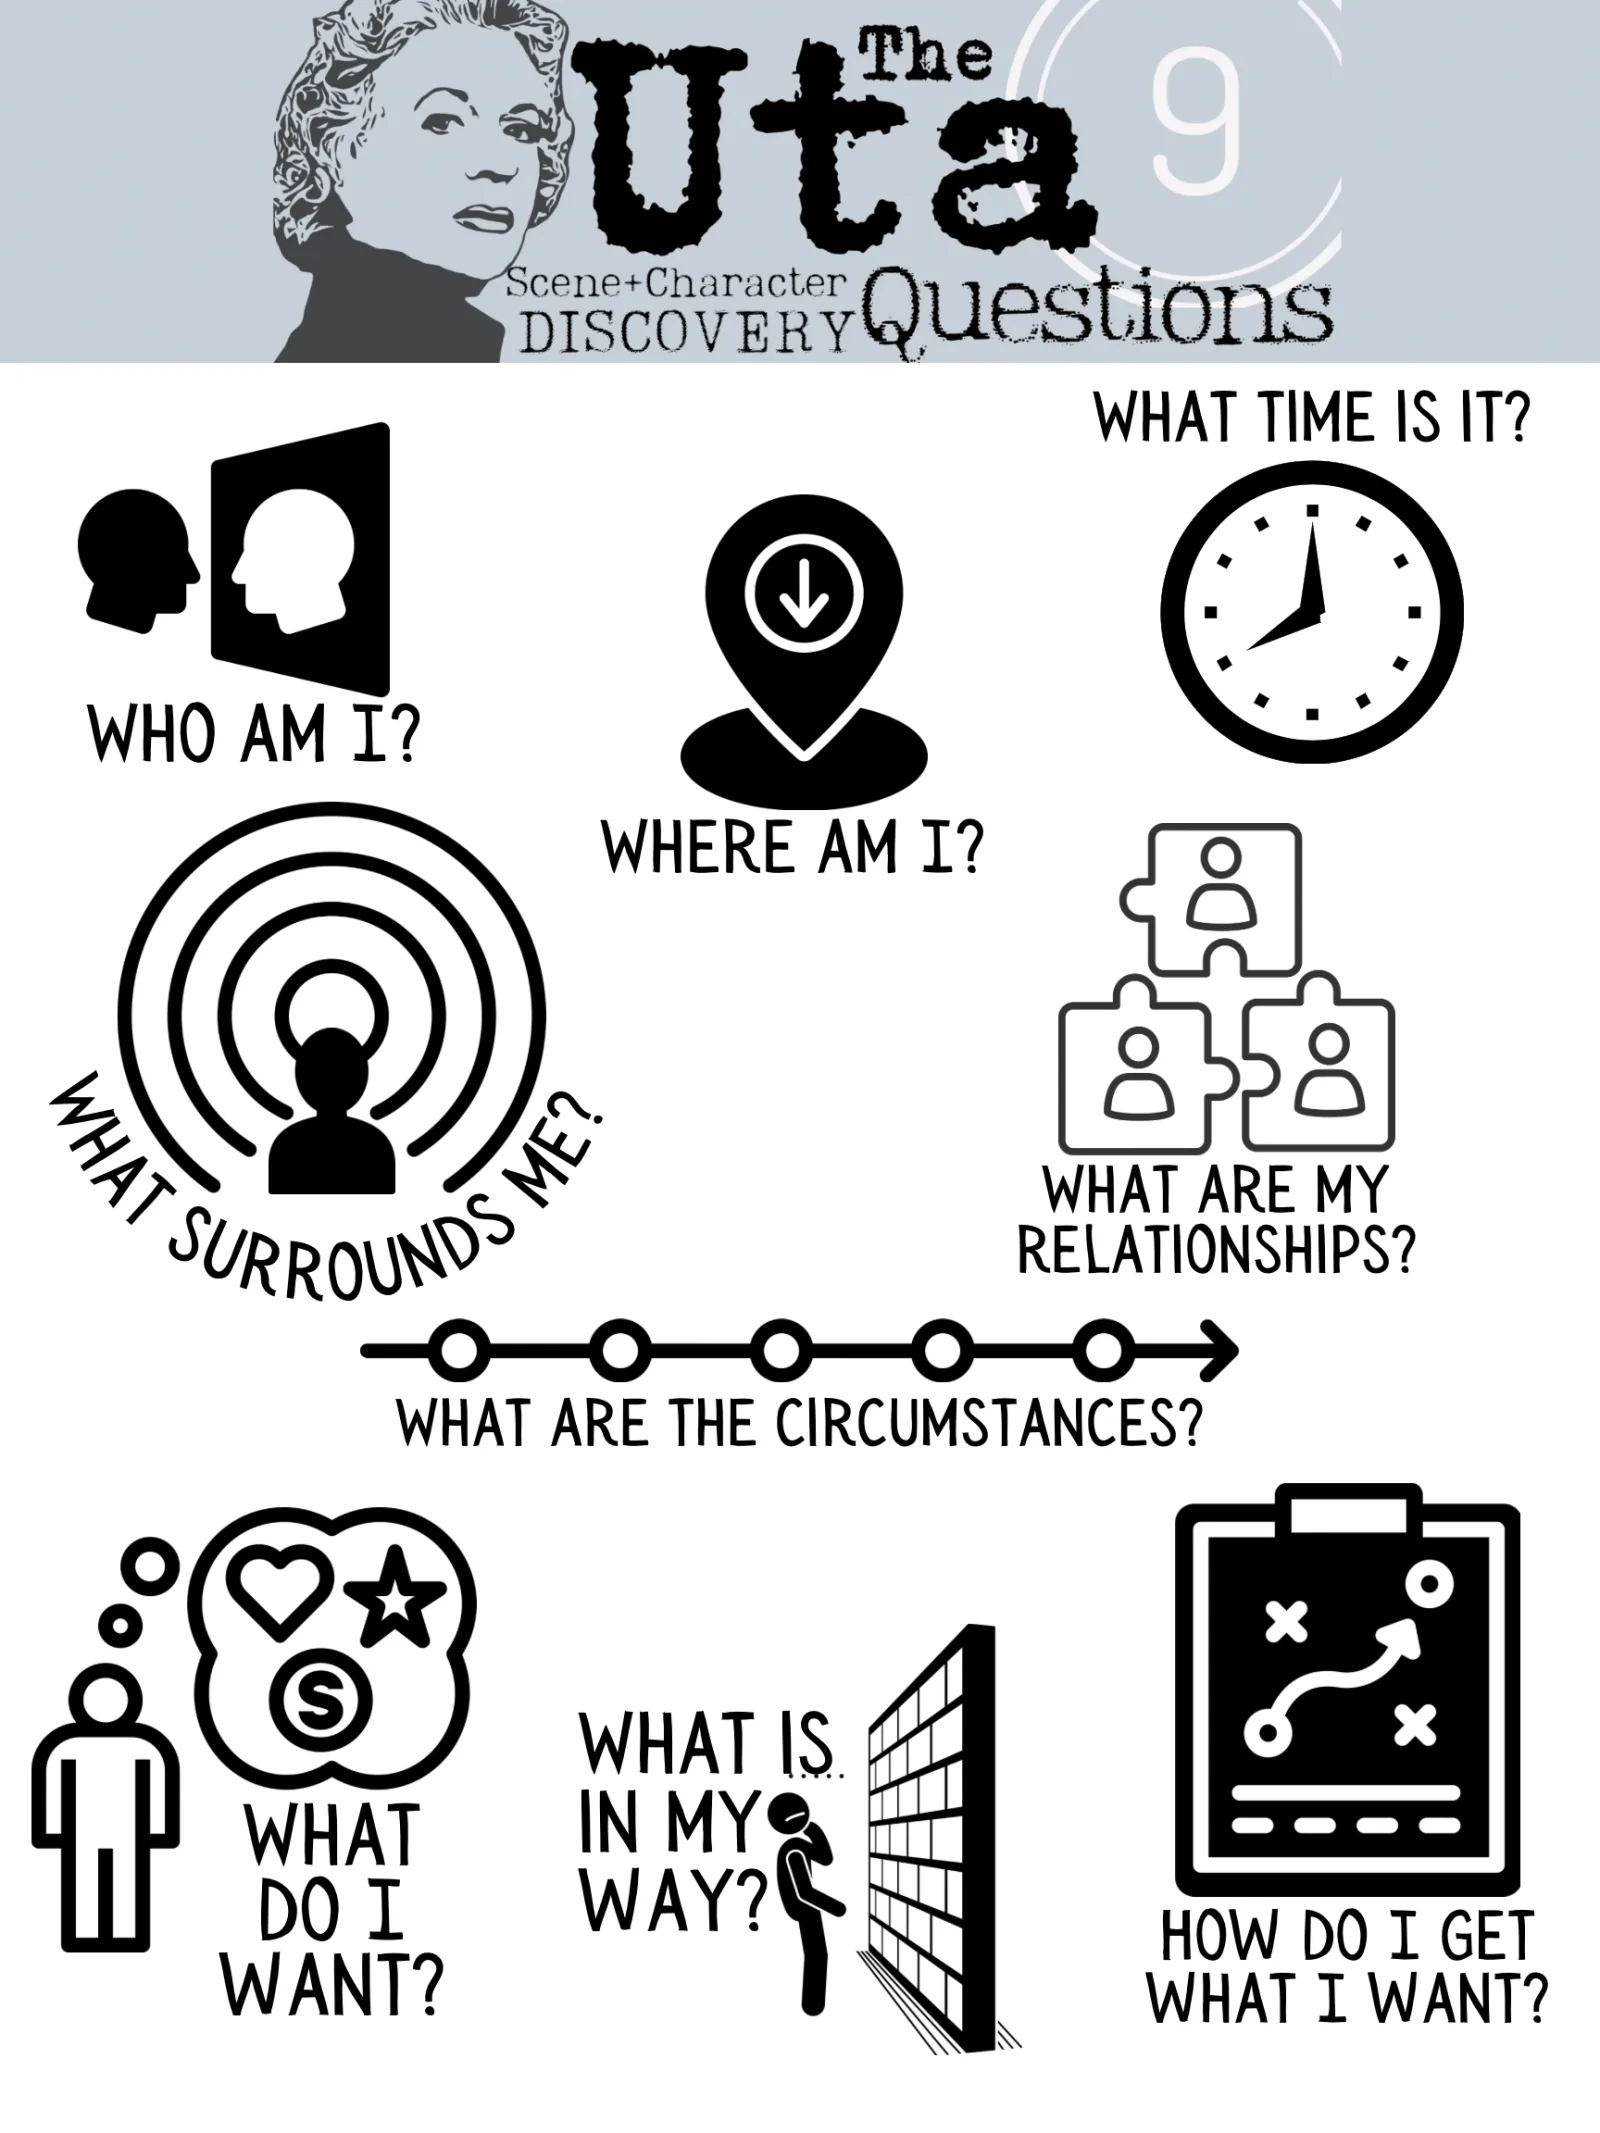 The
9
Uta
Scene+Character
DISCOVERY
Questions
WHAT TIME IS IT?
WHO AM I?
WHERE AM I?
WHAT SURROUNDS ME?
WHAT ARE MY
RELATIONSHIPS?
WHAT ARE THE CIRCUMSTANCES?
S
WHAT
DO I
WANT?
WHAT IS
IN MY
WAY?
HOW DO I GET
WHAT I WANT?